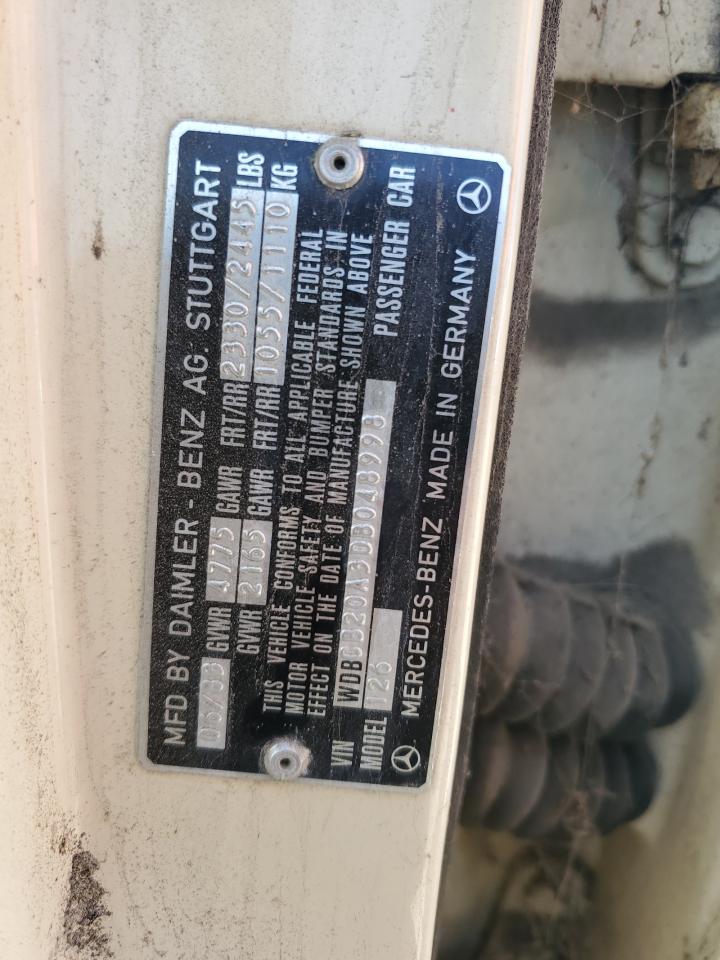 MFD BY DAIMLER - BENZ AG. STUTTGART
GVWR 4775 GAWR FRT/RR 2330/2445 LBS
GVWR 2165 GAWR FRT/RR 1055/1110 KG
THIS VEHICLE CONFORMS TO ALL APPLICABLE FEDERAL
MOTOR VEHICLE SAFETY AND BUMPER STANDARDS IN
EFFECT ON THE DATE OF MANUFACTURE SHOWN ABOVE
VIN WDBCB20A3DB048998
MODEL 126 PASSENGER CAR
MERCEDES-BENZ MADE IN GERMANY